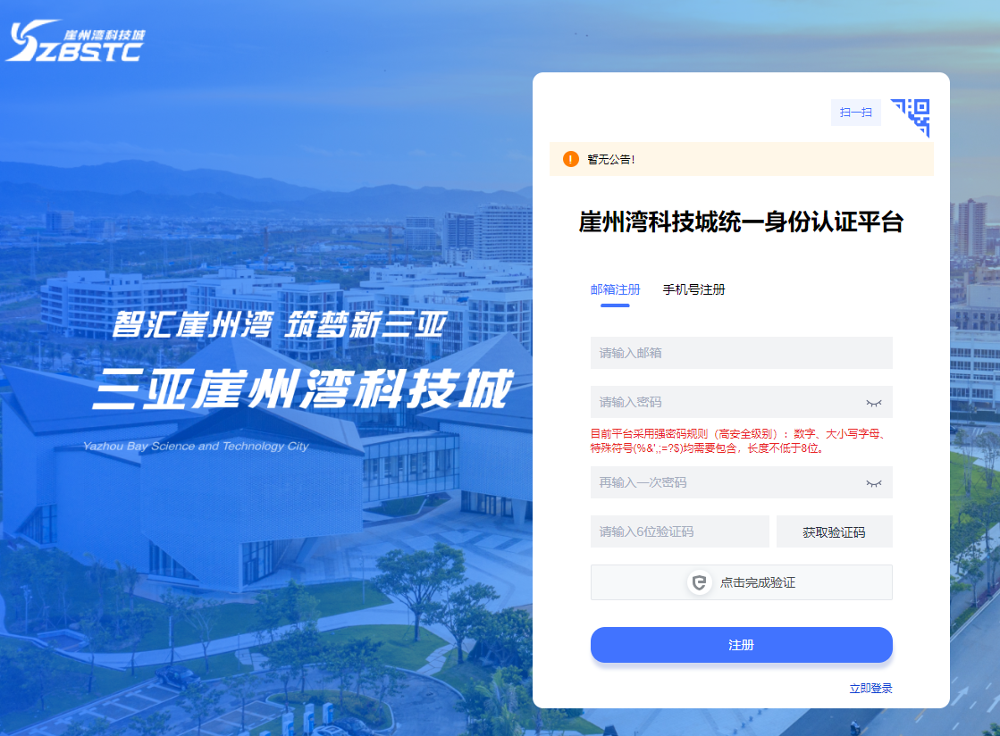 崖州湾科技城
YZBSTC
扫一扫
暂无公告!
崖州湾科技城统一身份认证平台
邮箱注册 手机号注册
智汇崖州湾 筑梦新三亚
三亚崖州湾科技城
Yazhou Bay Science and Technology City
请输入邮箱
请输入密码
目前平台采用强密码规则（高安全级别）：数字、大小写字母、
特殊符号(%&',;=?$)均需要包含，长度不低于8位。
再输入一次密码
请输入6位验证码 获取验证码
点击完成验证
注册
立即登录